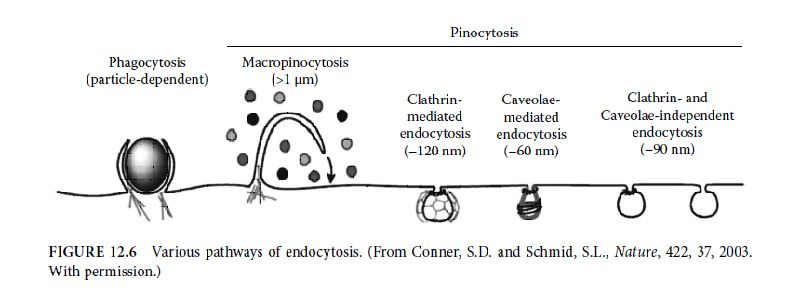 Pinocytosis
Phagocytosis
(particle-dependent)
Macropinocytosis
(>1 μm)
Clathrin-
mediated
endocytosis
(~120 nm)
Caveolae-
mediated
endocytosis
(~60 nm)
Clathrin- and
Caveolae-independent
endocytosis
(~90 nm)
FIGURE 12.6 Various pathways of endocytosis. (From Conner, S.D. and Schmid, S.L., Nature, 422, 37, 2003.
With permission.)